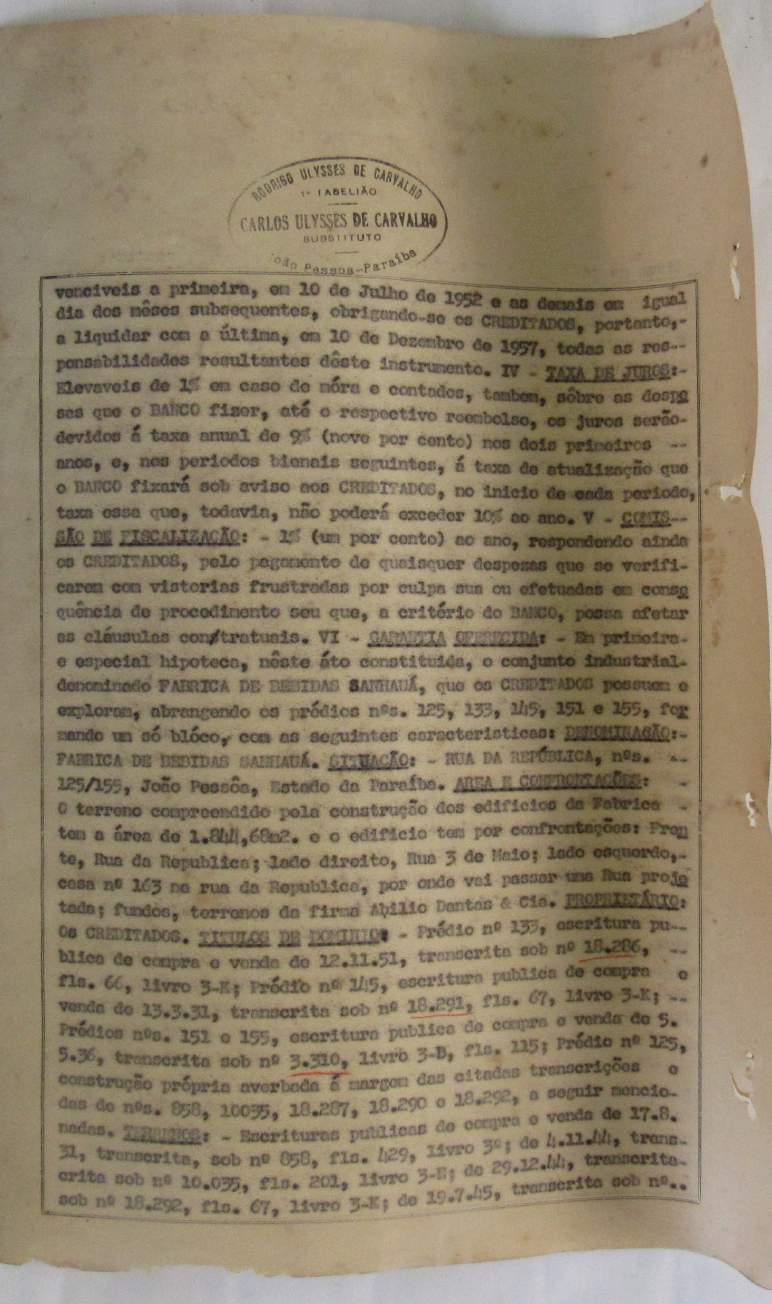 RODRIGO ULYSSES DE CARVALHO
1º TABELIÃO
CARLOS ULYSSES DE CARVALHO
SUBSTITUTO
João Pessoa-Paraíba
venciveis a primeira, em 10 de Julho de 1952 e as demais em igual
dia dos mêses subsequentes, obrigando-se os CREDITADOS, portanto,-
a liquidar com a última, em 10 de Dezembro de 1957, todas as res--
ponsabilidades resultantes dêste instrumento. IV - TAXA DE JUROS:-
Elevaveis de 1% em caso de móra e contados, tambem, sôbre as despe
sas que o BANCO fizer, até o respectivo reembolso, os juros serão-
devidos á taxa anual de 9% (nove por cento) nos dois primeiros --
anos, e, nos periodos bienais seguintes, á taxa de atualização que
o BANCO fixará sob aviso aos CREDITADOS, no inicio de cada periodo,
taxa essa que, todavia, não poderá exceder 10% ao ano. V - COMIS--
SÃO DE FISCALIZAÇÃO: - 1% (um por cento) ao ano, respondendo ainda
os CREDITADOS, pelo pagamento de quaisquer despezas que se verifi-
carem com vistorias frustradas por culpa sua ou efetuadas em conse
quência de procedimento seu que, a critério do BANCO, possa afetar
as cláusulas con/tratuais. VI - GARANTIA OFERECIDA: - Em primeira-
e especial hipoteca, nêste áto constituida, o conjunto industrial-
denominado FABRICA DE BEBIDAS SANHAUÁ, que os CREDITADOS possuem e
exploram, abrangendo os prédios nºs. 125, 133, 145, 151 e 155, for
mando um só blóco, com as seguintes caracteristicas: DENOMINAÇÃO:-
FABRICA DE BEBIDAS SANHAUÁ. SITUAÇÃO: - RUA DA REPÚBLICA, nºs. --
125/155, João Pessôa, Estado da Paraíba. AREA E CONFRONTAÇÕES: -
O terreno compreendido pela construção dos edificios da Fabrica -
tem a área de 1.844,68m2. e o edificio tem por confrontações: Fren
te, Rua da Republica; lado direito, Rua 3 de Maio; lado esquerdo,-
casa nº 163 na rua da Republica, por onde vai passar uma Rua proje
tada; fundos, terrenos da firma Abilio Dantas & Cia. PROPRIETÁRIO:
Os CREDITADOS. TITULOS DE DOMINIO: - Prédio nº 133, escritura pu--
blica de compra e venda de 12.11.51, transcrita sob nº 18.286, --
fls. 66, livro 3-K; Prédio nº 145, escritura publica de compra e
venda de 13.3.31, transcrita sob nº 18.291, fls. 67, livro 3-K; --
Prédios nºs. 151 e 155, escritura publica de compra e venda de 5.
5.36, transcrita sob nº 3.310, livro 3-B, fls. 115; Prédio nº 125,
construção própria averbada á margem das citadas transcrições e
das de nºs. 858, 10035, 18.287, 18.290 e 18.292, a seguir mencio-
nadas. TERRENOS: - Escrituras publicas de compra e venda de 17.8.
31, transcrita, sob nº 858, fls. 429, livro 3º; de 4.11.44, trans-
crita sob nº 10.035, fls. 201, livro 3-E; de 29.12.44, transcrita-
sob nº 18.292, fls. 67, livro 3-K; de 19.7.45, transcrita sob nº..